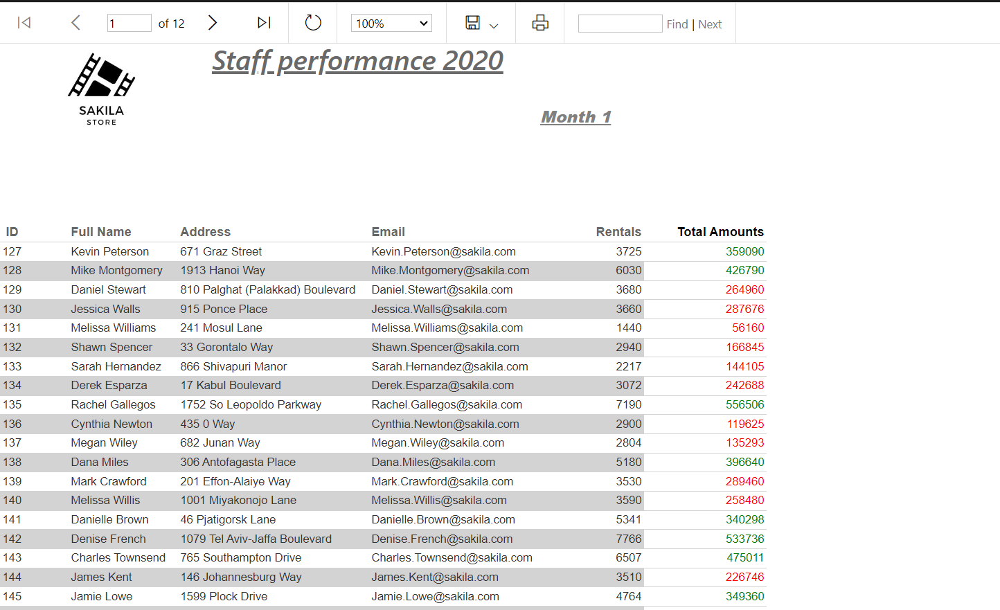 1 of 12 100% Find | Next
Staff performance 2020
SAKILA
STORE
Month 1
ID Full Name Address Email Rentals Total Amounts
127 Kevin Peterson 671 Graz Street Kevin.Peterson@sakila.com 3725 359090
128 Mike Montgomery 1913 Hanoi Way Mike.Montgomery@sakila.com 6030 426790
129 Daniel Stewart 810 Palghat (Palakkad) Boulevard Daniel.Stewart@sakila.com 3680 264960
130 Jessica Walls 915 Ponce Place Jessica.Walls@sakila.com 3660 287676
131 Melissa Williams 241 Mosul Lane Melissa.Williams@sakila.com 1440 56160
132 Shawn Spencer 33 Gorontalo Way Shawn.Spencer@sakila.com 2940 166845
133 Sarah Hernandez 866 Shivapuri Manor Sarah.Hernandez@sakila.com 2217 144105
134 Derek Esparza 17 Kabul Boulevard Derek.Esparza@sakila.com 3072 242688
135 Rachel Gallegos 1752 So Leopoldo Parkway Rachel.Gallegos@sakila.com 7190 556506
136 Cynthia Newton 435 0 Way Cynthia.Newton@sakila.com 2900 119625
137 Megan Wiley 682 Junan Way Megan.Wiley@sakila.com 2804 135293
138 Dana Miles 306 Antofagasta Place Dana.Miles@sakila.com 5180 396640
139 Mark Crawford 201 Effon-Alaiye Way Mark.Crawford@sakila.com 3530 289460
140 Melissa Willis 1001 Miyakonojo Lane Melissa.Willis@sakila.com 3590 258480
141 Danielle Brown 46 Pjatigorsk Lane Danielle.Brown@sakila.com 5341 340298
142 Denise French 1079 Tel Aviv-Jaffa Boulevard Denise.French@sakila.com 7766 533736
143 Charles Townsend 765 Southampton Drive Charles.Townsend@sakila.com 6507 475011
144 James Kent 146 Johannesburg Way James.Kent@sakila.com 3510 226746
145 Jamie Lowe 1599 Plock Drive Jamie.Lowe@sakila.com 4764 349360